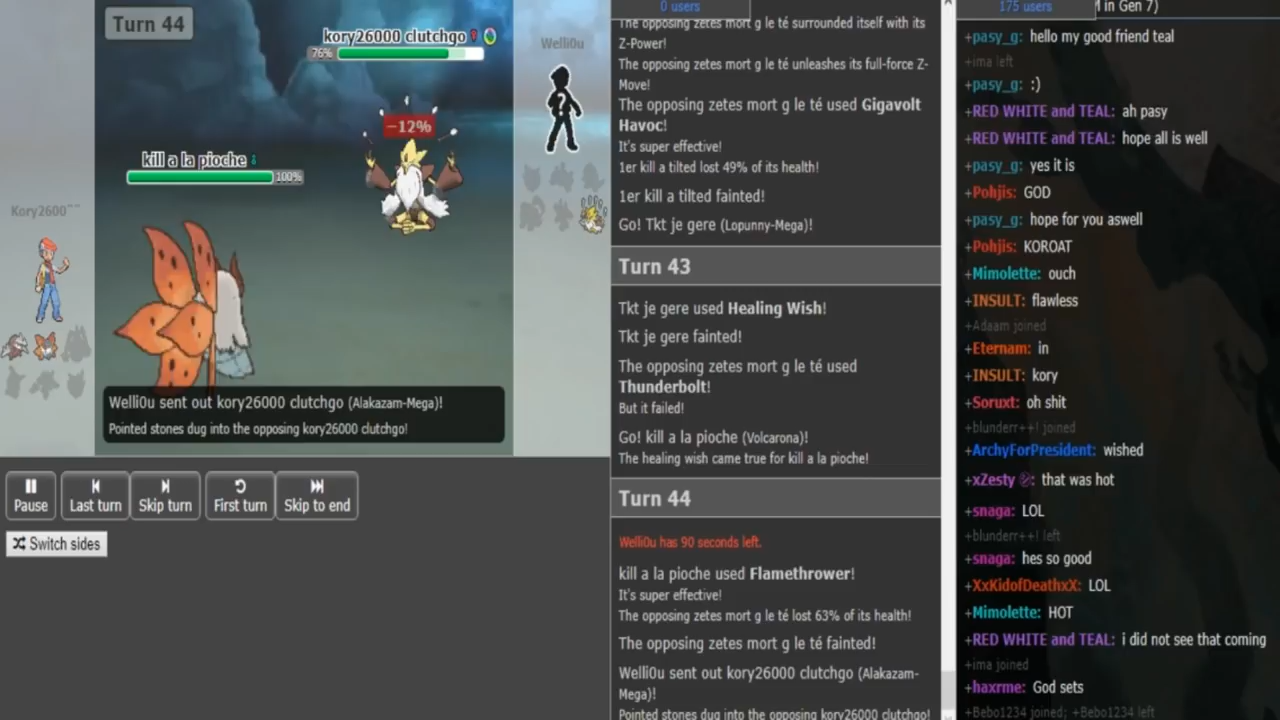 Turn 44
kory26000 clutchgo
76%
-12%
kill a la pioche
100%
Kory2600^^
Welli0u
Welli0u sent out kory26000 clutchgo (Alakazam-Mega)!
Pointed stones dug into the opposing kory26000 clutchgo!
Pause
Last turn
Skip turn
First turn
Skip to end
Switch sides
0 users
The opposing zetes mort g le té surrounded itself with its
Z-Power!
The opposing zetes mort g le té unleashes its full-force Z-
Move!
The opposing zetes mort g le té used Gigavolt
Havoc!
It's super effective!
1er kill a tilted lost 49% of its health!
1er kill a tilted fainted!
Go! Tkt je gere (Lopunny-Mega)!
Turn 43
Tkt je gere used Healing Wish!
Tkt je gere fainted!
The opposing zetes mort g le té used
Thunderbolt!
But it failed!
Go! kill a la pioche (Volcarona)!
The healing wish came true for kill a la pioche!
Turn 44
Welli0u has 90 seconds left.
kill a la pioche used Flamethrower!
It's super effective!
The opposing zetes mort g le té lost 63% of its health!
The opposing zetes mort g le té fainted!
Welli0u sent out kory26000 clutchgo (Alakazam-
Mega)!
Pointed stones dug into the opposing kory26000 clutchgo!
175 users
in Gen 7)
+pasy_g: hello my good friend teal
+ima left
+pasy_g: :)
+RED WHITE and TEAL: ah pasy
+RED WHITE and TEAL: hope all is well
+pasy_g: yes it is
+Pohjis: GOD
+pasy_g: hope for you aswell
+Pohjis: KOROAT
+Mimolette: ouch
+INSULT: flawless
+Adaam joined
+Eternam: in
+INSULT: kory
+Soruxt: oh shit
+blunderr++! joined
+ArchyForPresident: wished
+xZesty: that was hot
+snaga: LOL
+blunderr++! left
+snaga: hes so good
+XxKidofDeathxX: LOL
+Mimolette: HOT
+RED WHITE and TEAL: i did not see that coming
+ima joined
+haxrme: God sets
+Bebo1234 joined; +Bebo1234 left